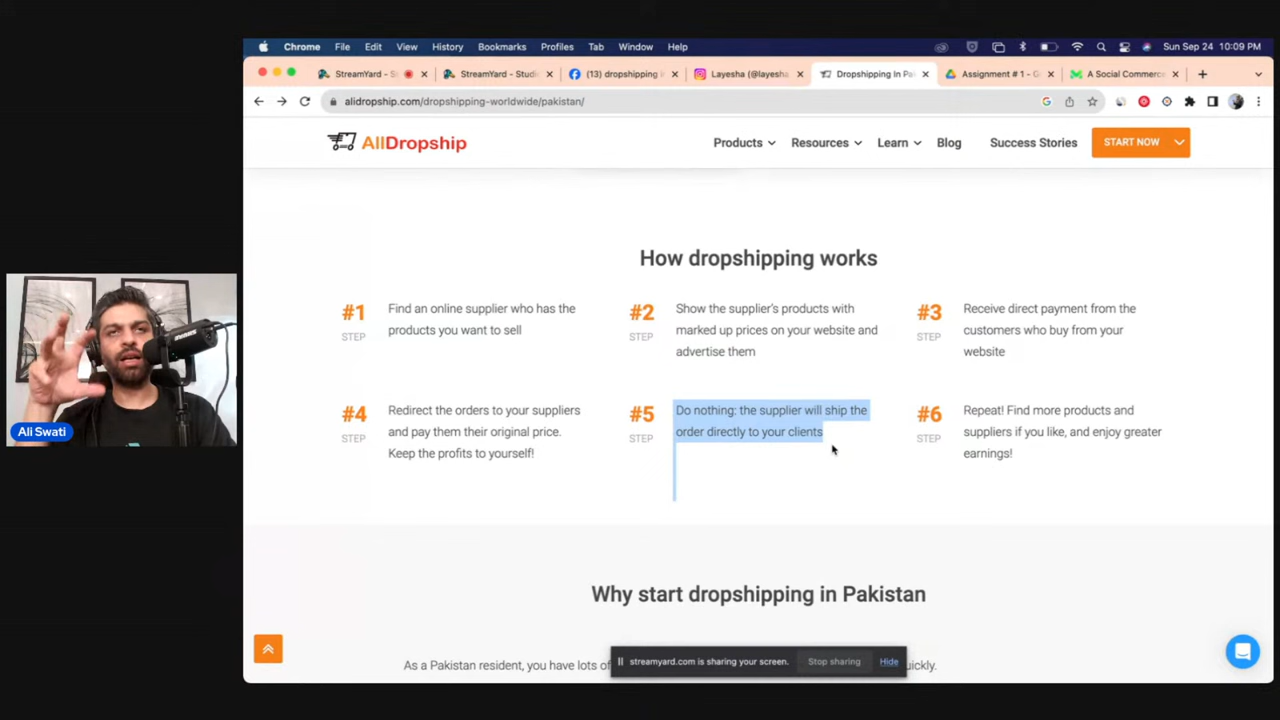 Chrome File Edit View History Bookmarks Profiles Tab Window Help Sun Sep 24 10:09 PM
StreamYard - S StreamYard - Studi (13) dropshipping i Layesha (@layesha Dropshipping In Pa Assignment # 1 - G A Social Commerc
alidropship.com/dropshipping-worldwide/pakistan/
AliDropship
Products Resources Learn Blog Success Stories START NOW
How dropshipping works
#1
STEP
Find an online supplier who has the
products you want to sell
#2
STEP
Show the supplier's products with
marked up prices on your website and
advertise them
#3
STEP
Receive direct payment from the
customers who buy from your
website
#4
STEP
Redirect the orders to your suppliers
and pay them their original price.
Keep the profits to yourself!
#5
STEP
Do nothing: the supplier will ship the
order directly to your clients
#6
STEP
Repeat! Find more products and
suppliers if you like, and enjoy greater
earnings!
Ali Swati
Why start dropshipping in Pakistan
As a Pakistan resident, you have lots of uickly.
streamyard.com is sharing your screen. Stop sharing Hide